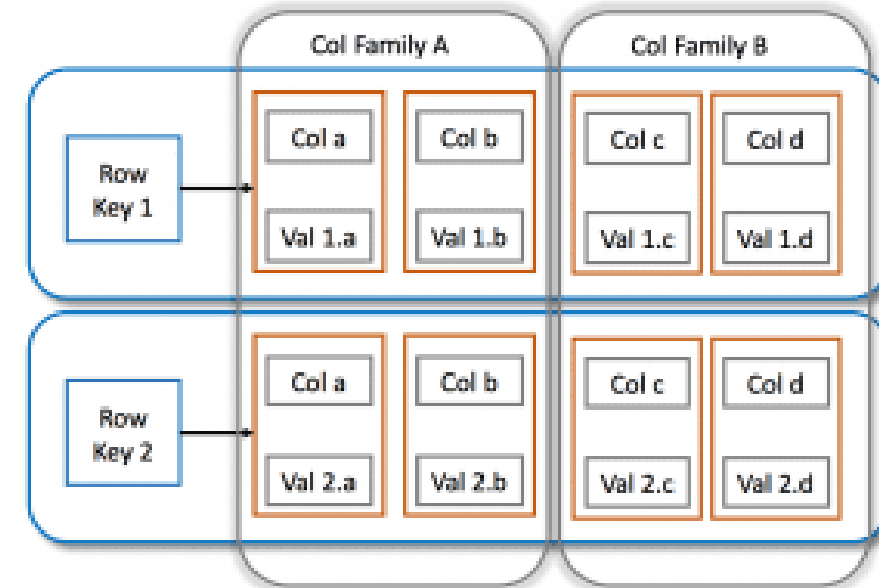 Col Family A
Col Family B
Row
Key 1
Col a
Col b
Col c
Col d
Val 1.a
Val 1.b
Val 1.c
Val 1.d
Row
Key 2
Col a
Col b
Col c
Col d
Val 2.a
Val 2.b
Val 2.c
Val 2.d